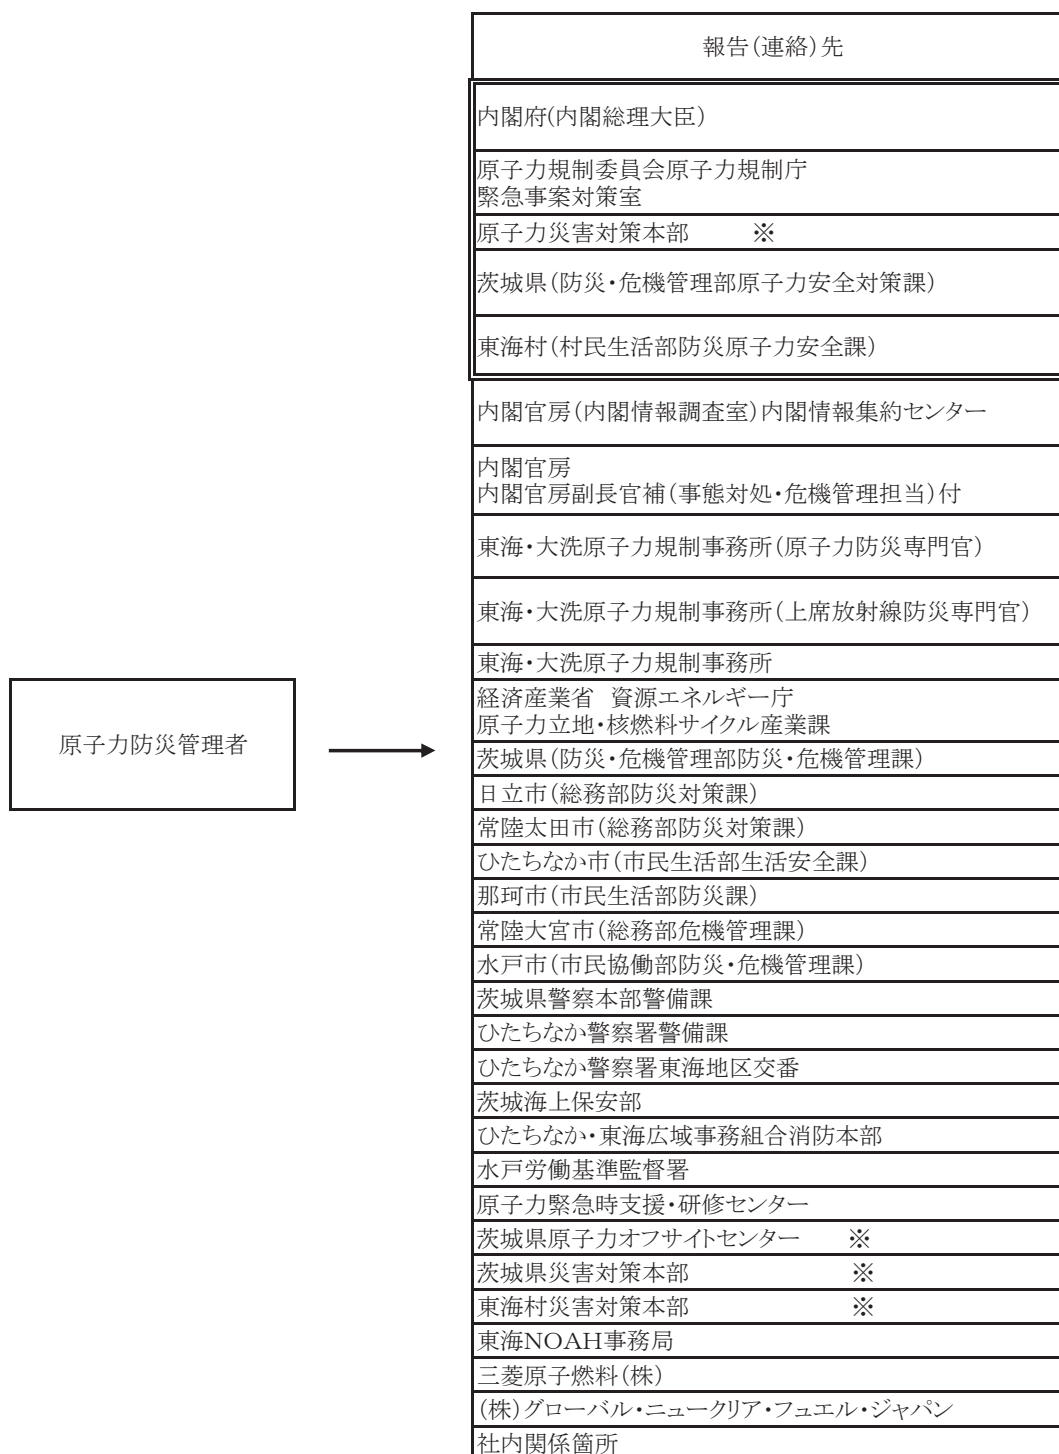 報告(連絡)先
内閣府(内閣総理大臣)
原子力規制委員会原子力規制庁
緊急事案対策室
原子力災害対策本部 ※
茨城県(防災・危機管理部原子力安全対策課)
東海村(村民生活部防災原子力安全課)
内閣官房(内閣情報調査室)内閣情報集約センター
内閣官房
内閣官房副長官補(事態対処・危機管理担当)付
東海・大洗原子力規制事務所(原子力防災専門官)
東海・大洗原子力規制事務所(上席放射線防災専門官)
東海・大洗原子力規制事務所
経済産業省 資源エネルギー庁
原子力立地・核燃料サイクル産業課
原子力防災管理者
茨城県(防災・危機管理部防災・危機管理課)
日立市(総務部防災対策課)
常陸太田市(総務部防災対策課)
ひたちなか市(市民生活部生活安全課)
那珂市(市民生活部防災課)
常陸大宮市(総務部危機管理課)
水戸市(市民協働部防災・危機管理課)
茨城県警察本部警備課
ひたちなか警察署警備課
ひたちなか警察署東海地区交番
茨城海上保安部
ひたちなか・東海広域事務組合消防本部
水戸労働基準監督署
原子力緊急時支援・研修センター
茨城県原子力オフサイトセンター ※
茨城県災害対策本部 ※
東海村災害対策本部 ※
東海NOAH事務局
三菱原子燃料(株)
(株)グローバル・ニュークリア・フュエル・ジャパン
社内関係箇所